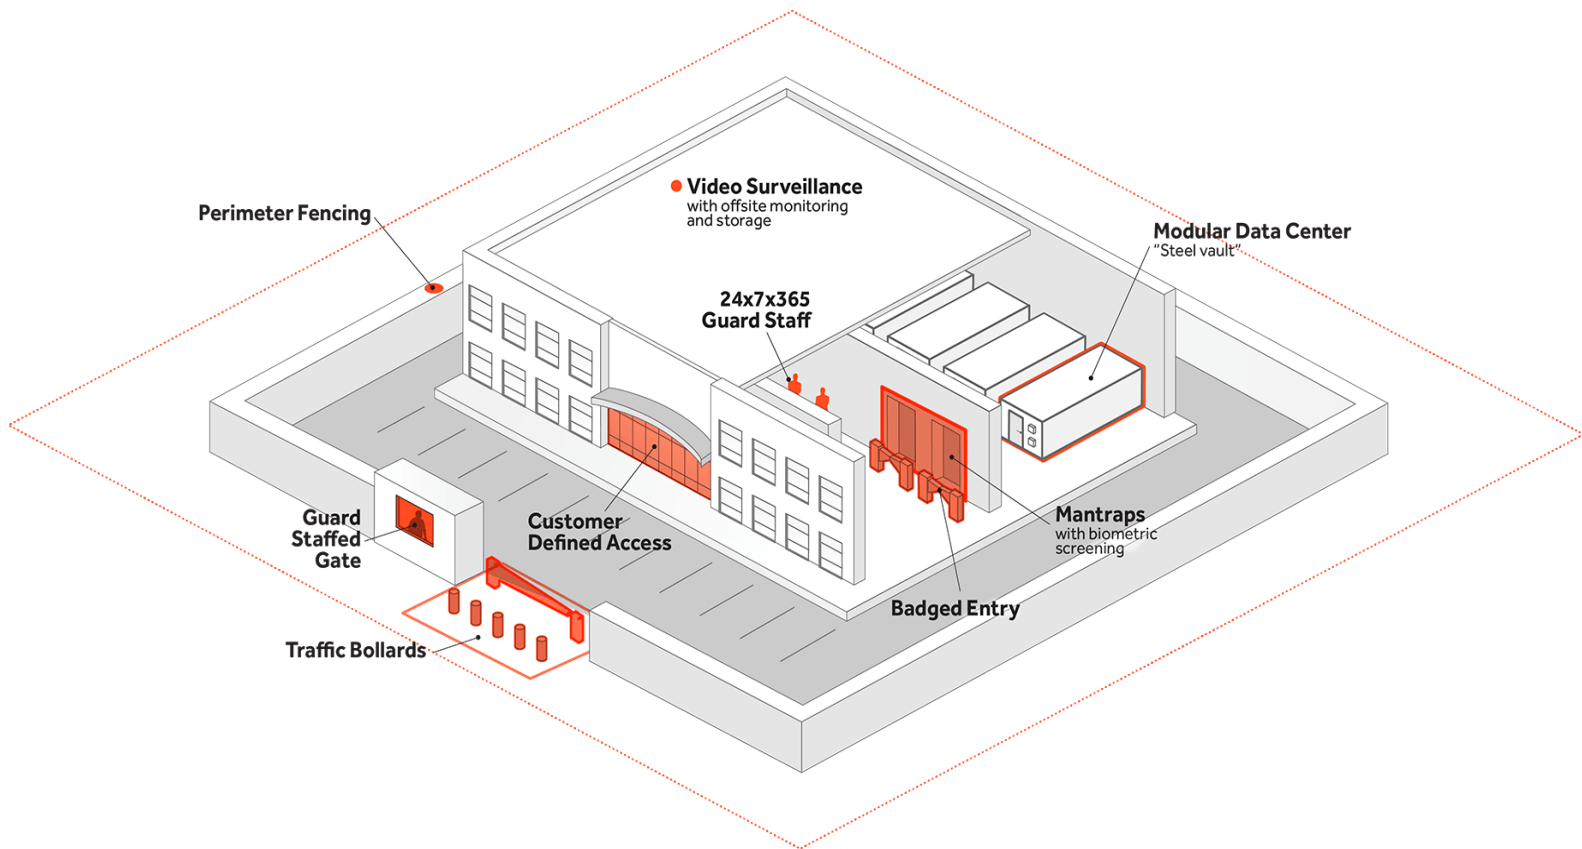 Video Surveillance
with offsite monitoring
and storage
Perimeter Fencing
Modular Data Center
“Steel vault”
24x7x365
Guard Staff
Guard
Staffed
Gate
Customer
Defined Access
Mantraps
with biometric
screening
Badged Entry
Traffic Bollards